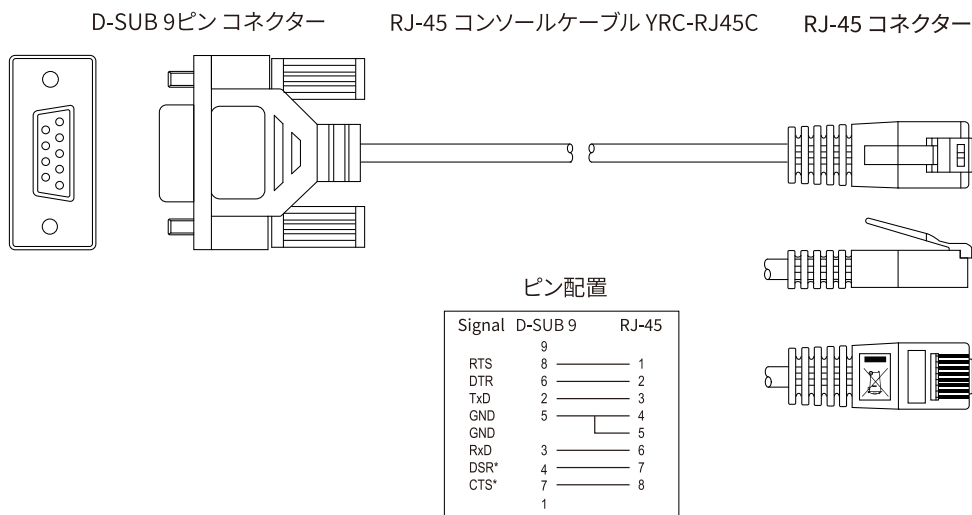 D-SUB 9ピン コネクター
RJ-45 コンソールケーブル YRC-RJ45C
RJ-45 コネクター
ピン配置
Signal D-SUB 9 RJ-45
9
RTS 8 1
DTR 6 2
TxD 2 3
GND 5 4
GND 5
RxD 3 6
DSR* 4 7
CTS* 7 8
1